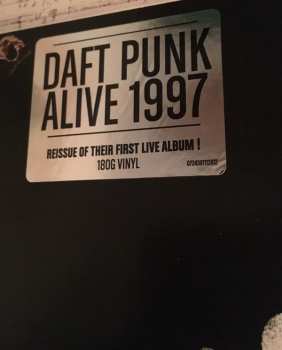 DAFT PUNK
ALIVE 1997
REISSUE OF THEIR FIRST LIVE ALBUM !
180G VINYL